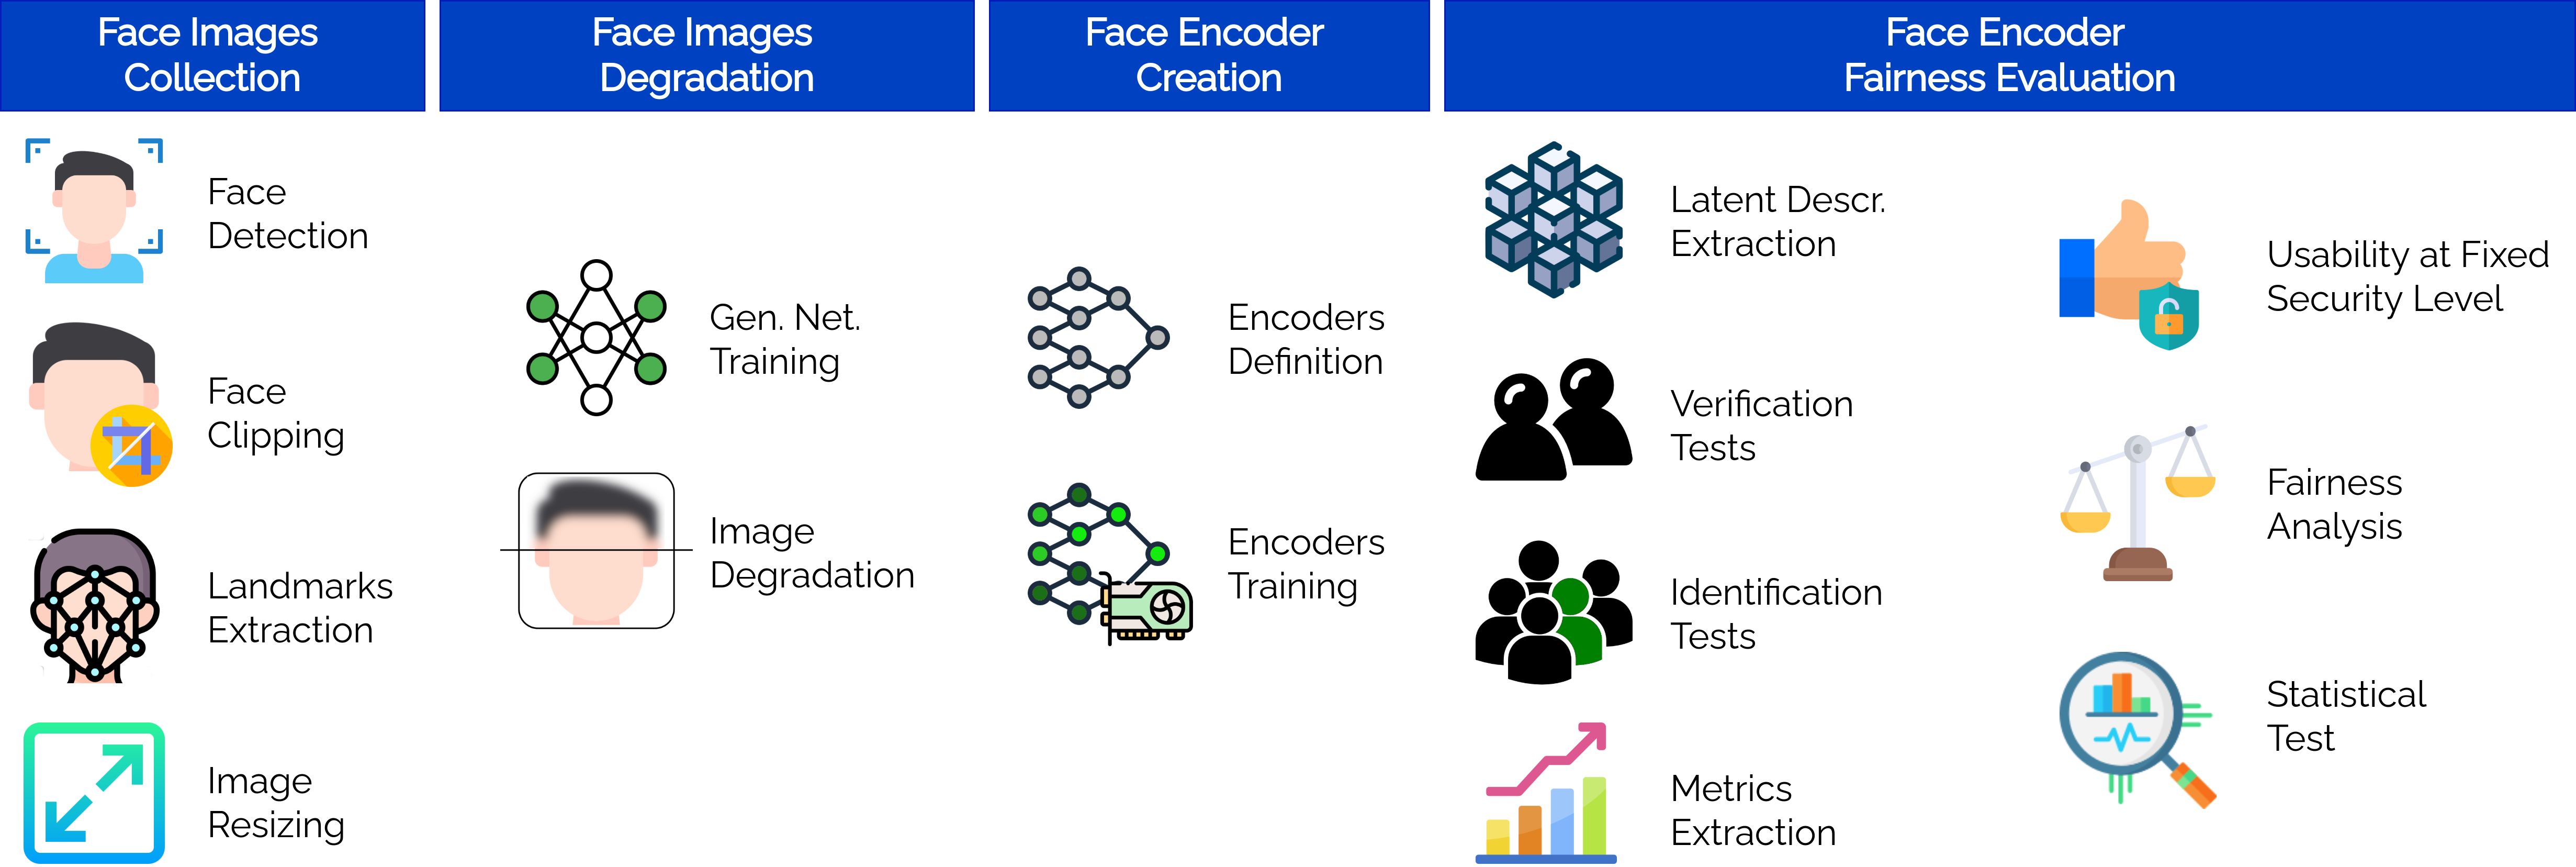 Face Images
Collection
Face
Detection
Face
Clipping
Landmarks
Extraction
Image
Resizing
Face Images
Degradation
Gen. Net.
Training
Image
Degradation
Face Encoder
Creation
Encoders
Definition
Encoders
Training
Face Encoder
Fairness Evaluation
Latent Descr.
Extraction
Verification
Tests
Identification
Tests
Metrics
Extraction
Usability at Fixed
Security Level
Fairness
Analysis
Statistical
Test